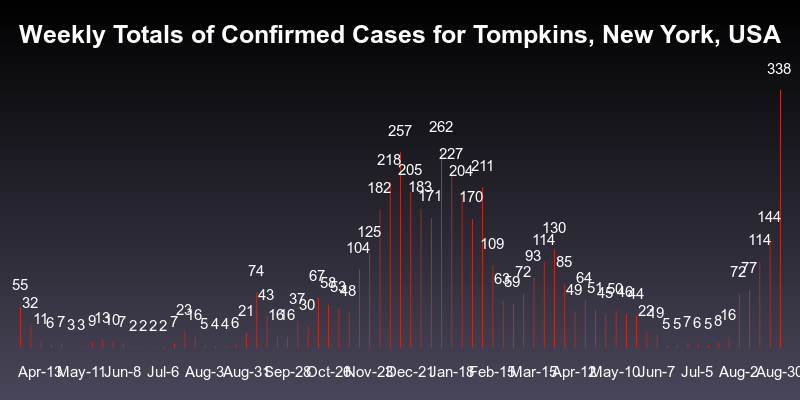 Weekly Totals of Confirmed Cases for Tompkins, New York, USA
55 32 11 6 7 3 3 9 13 10 7 2 2 2 2 7 23 16 5 4 4 6 21 74 43 16 16 37 30 67 58 53 48 104 125 182 218 257 205 183 171 262 227 204 170 211 109 63 59 72 93 114 130 85 49 64 51 45 50 46 44 22 19 5 5 7 6 5 8 16 72 77 114 144 338
Apr-13 May-11 Jun-8 Jul-6 Aug-3 Aug-31 Sep-28 Oct-26 Nov-23 Dec-21 Jan-18 Feb-15 Mar-15 Apr-12 May-10 Jun-7 Jul-5 Aug-2 Aug-30